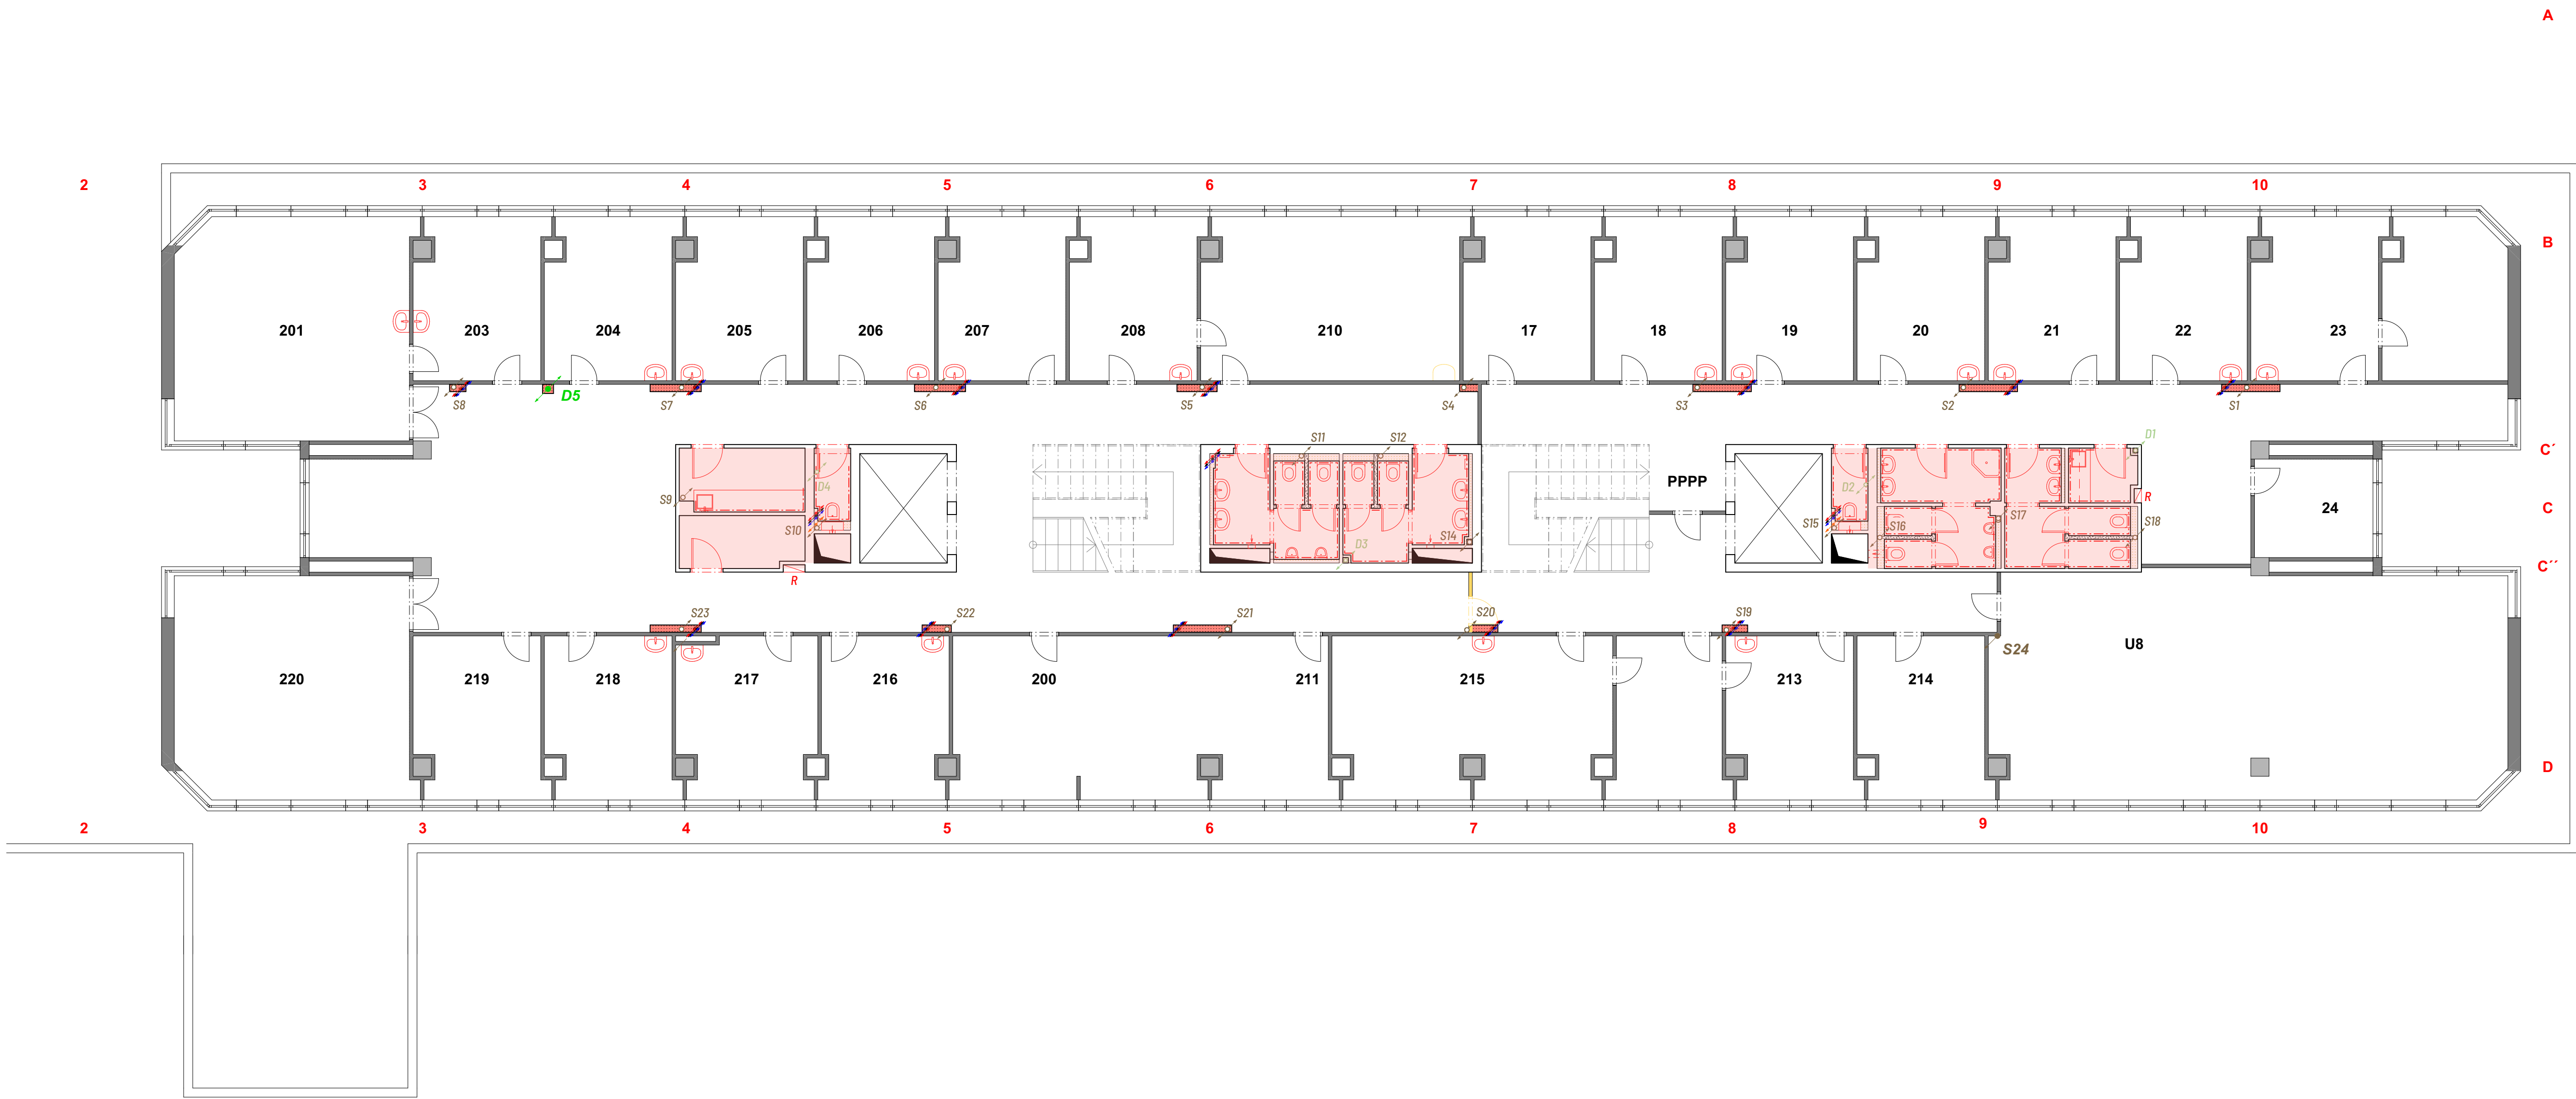 A
2 3 4 5 6 7 8 9 10
B
201 203 204 205 206 207 208 210 17 18 19 20 21 22 23
D5
S8 S7 S6 S5 S4 S3 S2 S1
S11 S12 D1
C´
PPPP
D4 D2
S9 R
C
24
S10 S15 S16 S17 S18
S14
D3
C´´
R
S23 S22 S21 S20 S19
S24 U8
220 219 218 217 216 200 211 215 213 214
D
2 3 4 5 6 7 8 9 10